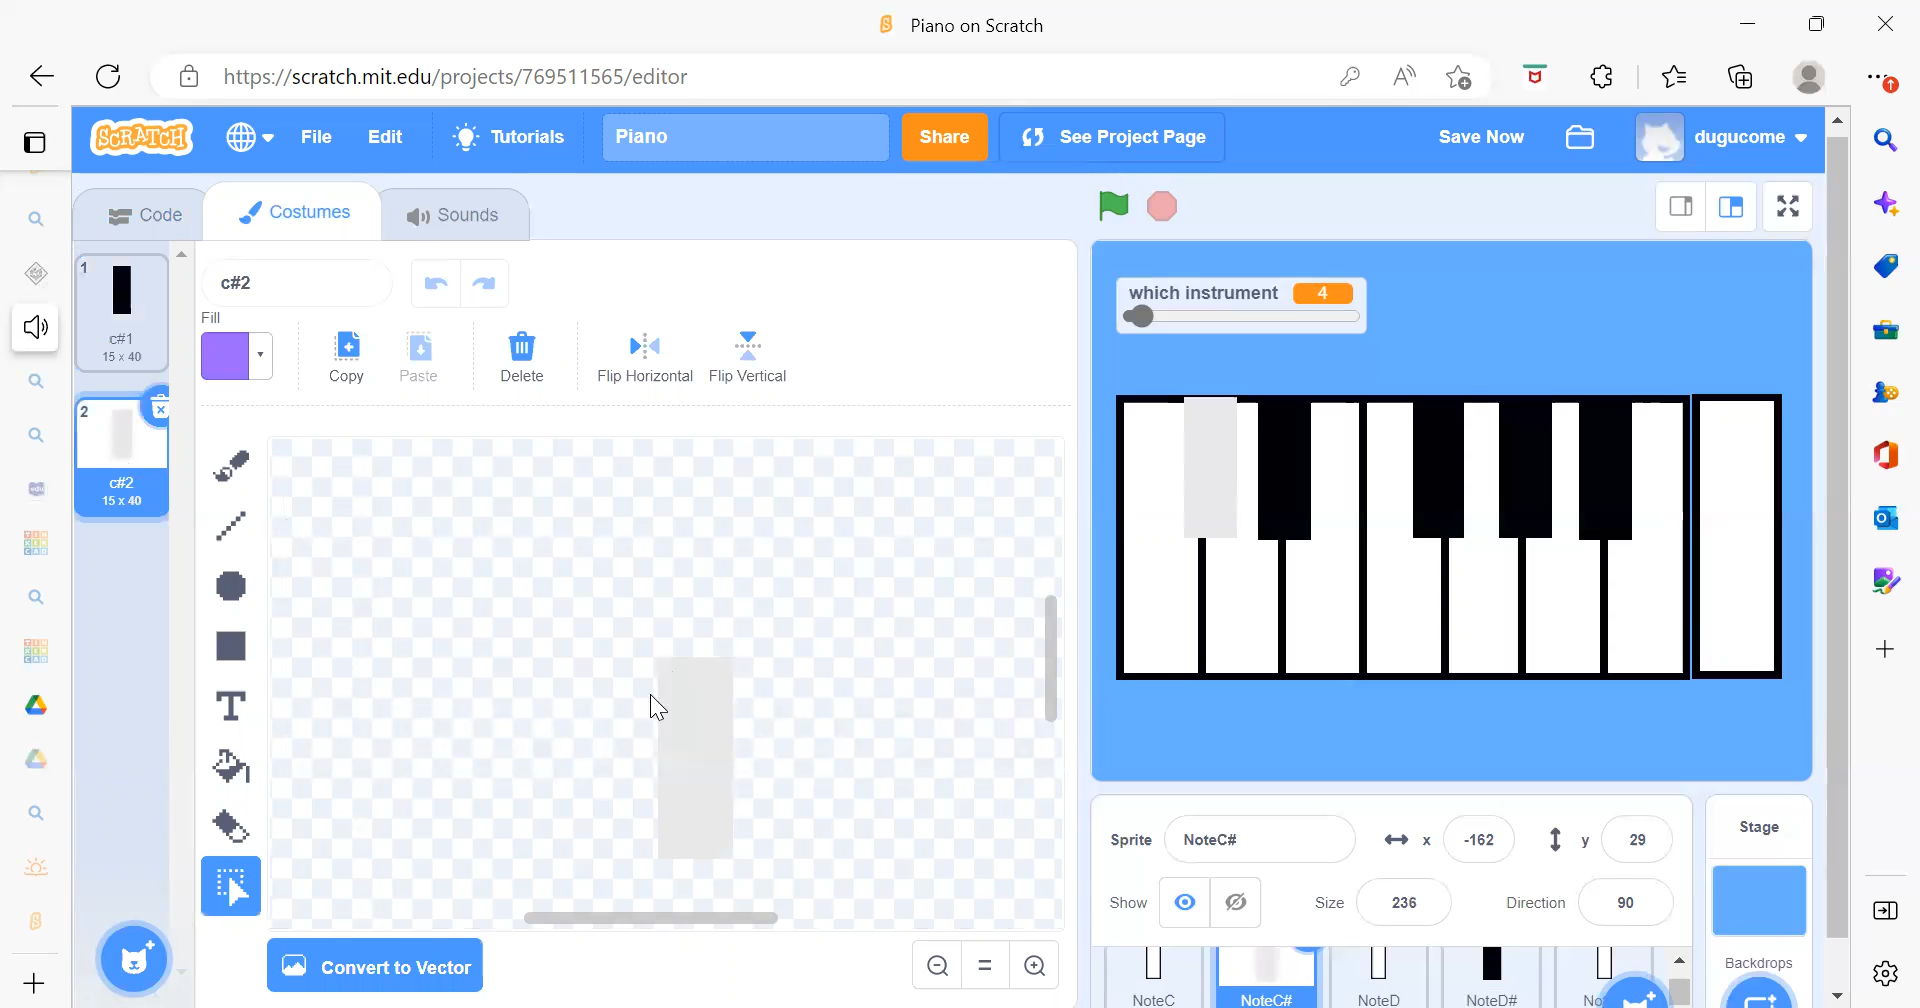 Piano on Scratch
https://scratch.mit.edu/projects/769511565/editor
SCRATCH
File
Edit
Tutorials
Piano
Share
See Project Page
Save Now
dugucome
Code
Costumes
Sounds
1
c#1
15 x 40
2
c#2
15 x 40
c#2
Fill
Copy
Paste
Delete
Flip Horizontal
Flip Vertical
T
Convert to Vector
which instrument 4
Sprite NoteC# x -162 y 29
Show Size 236 Direction 90
NoteC
NoteC#
NoteD
NoteD#
Stage
Backdrops